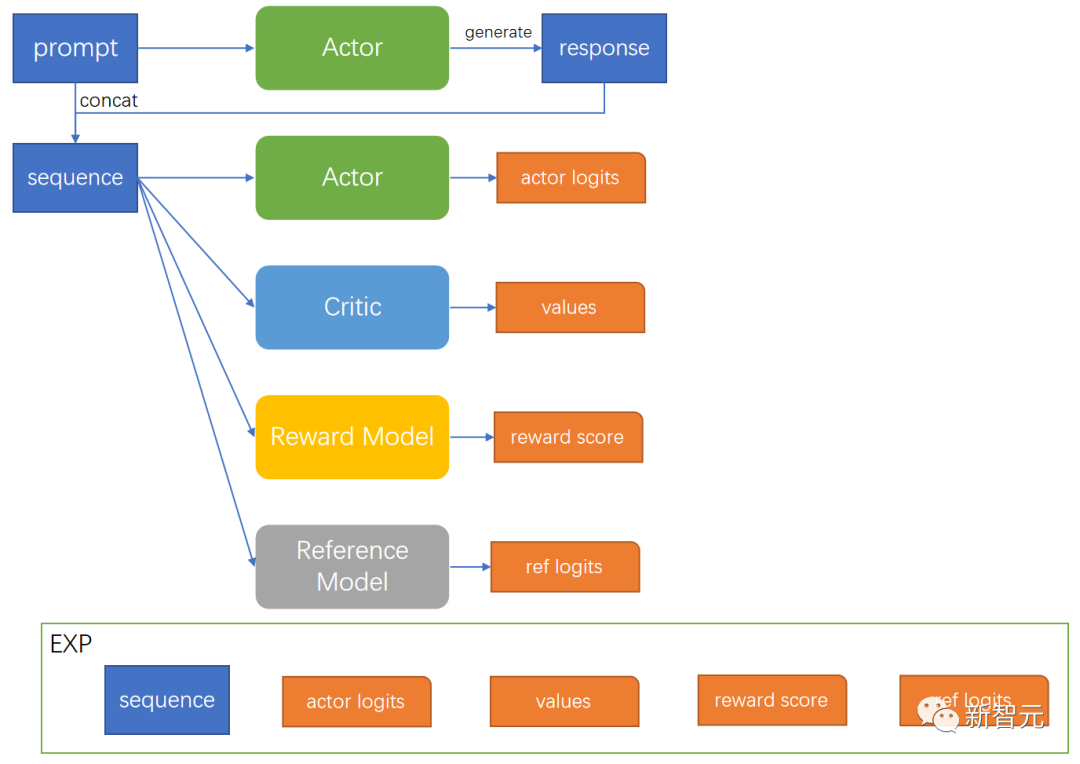 prompt
Actor
generate
response
concat
sequence
Actor
actor logits
Critic
values
Reward Model
reward score
Reference
Model
ref logits
EXP
sequence
actor logits
values
reward score
ref logits
新智元